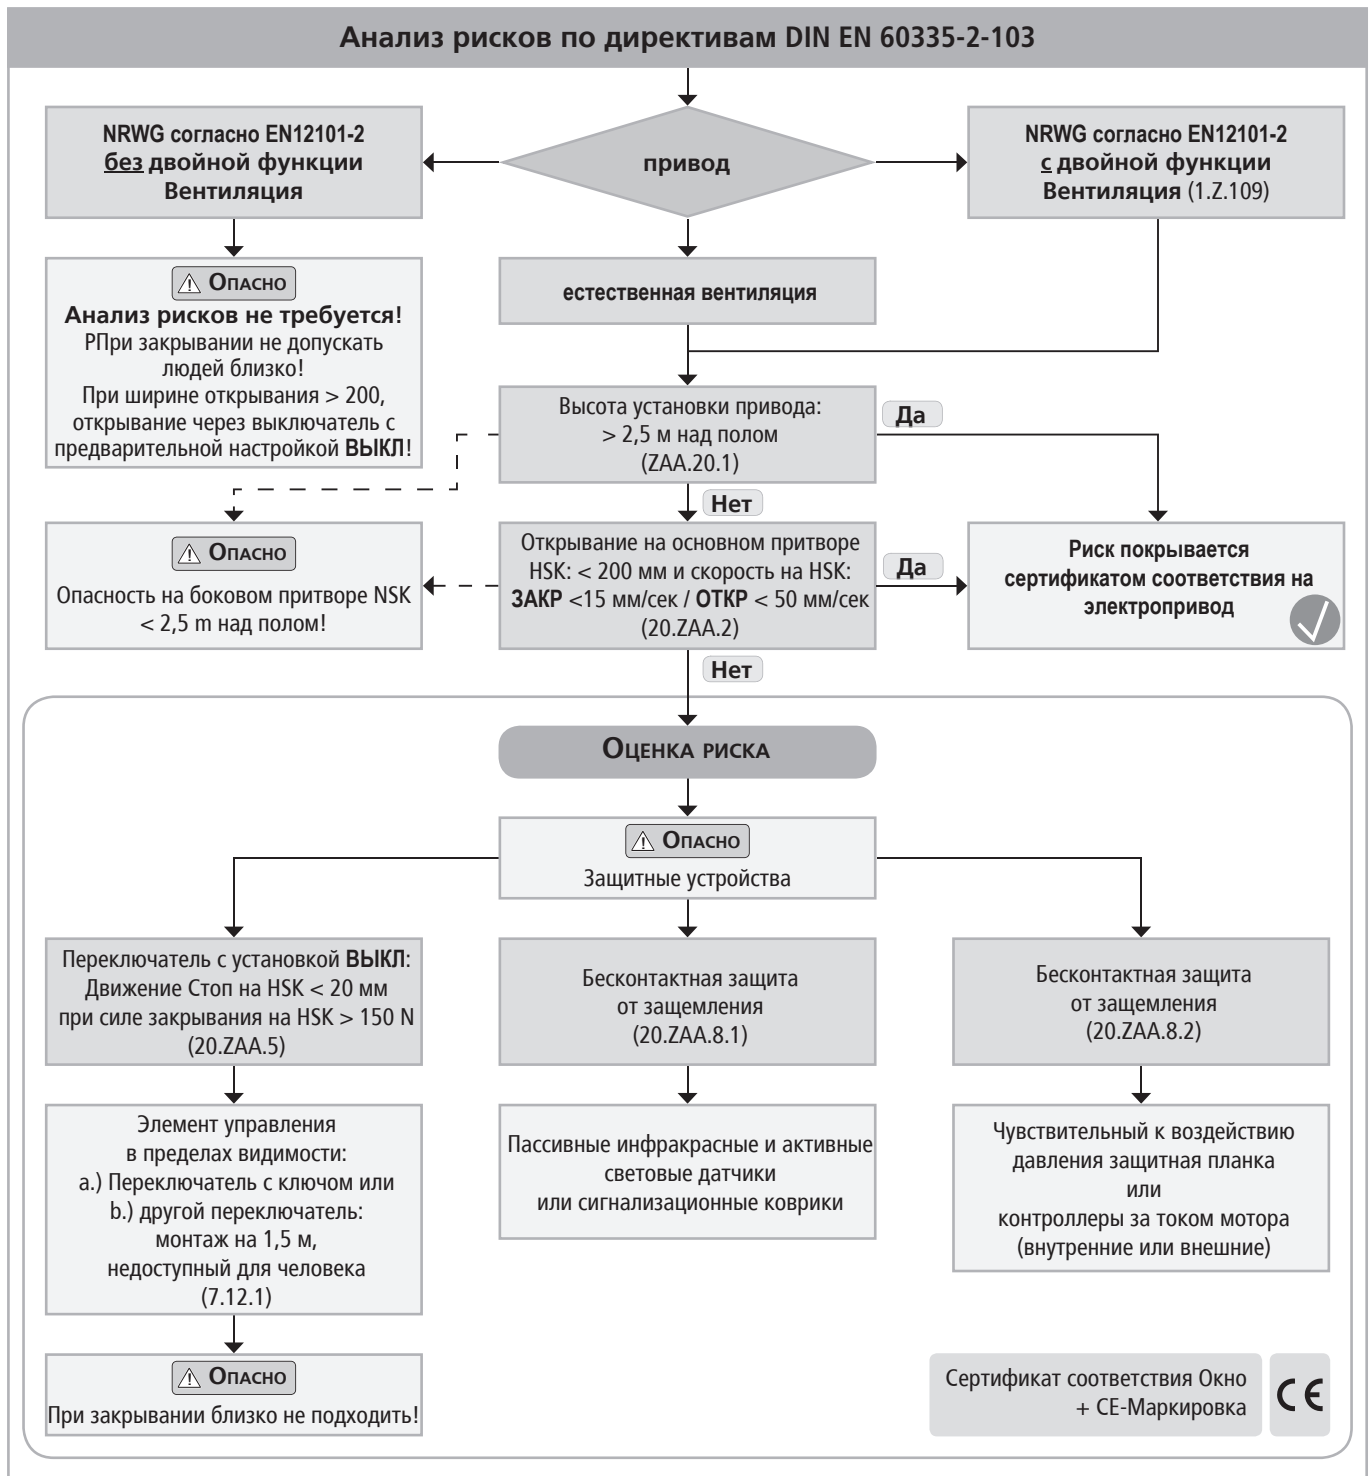 Анализ рисков по директивам DIN EN 60335-2-103
NRWG согласно EN12101-2
без двойной функции
Вентиляция
привод
NRWG согласно EN12101-2
с двойной функции
Вентиляция (1.Z.109)
Опасно
Анализ рисков не требуется!
РПри закрывании не допускать
людей близко!
При ширине открывания > 200,
открывание через выключатель с
предварительной настройкой ВЫКЛ!
естественная вентиляция
Высота установки привода:
> 2,5 м над полом
(ZAA.20.1)
Да
Нет
Опасно
Опасность на боковом притворе NSK
< 2,5 m над полом!
Открывание на основном притворе
HSK: < 200 мм и скорость на HSK:
ЗАКР <15 мм/сек / ОТКР < 50 мм/сек
(20.ZAA.2)
Да
Риск покрывается
сертификатом соответствия на
электропривод
Нет
Оценка риска
Опасно
Защитные устройства
Переключатель с установкой ВЫКЛ:
Движение Стоп на HSK < 20 мм
при силе закрывания на HSK > 150 N
(20.ZAA.5)
Бесконтактная защита
от защемления
(20.ZAA.8.1)
Бесконтактная защита
от защемления
(20.ZAA.8.2)
Элемент управления
в пределах видимости:
a.) Переключатель с ключом или
b.) другой переключатель:
монтаж на 1,5 м,
недоступный для человека
(7.12.1)
Пассивные инфракрасные и активные
световые датчики
или сигнализационные коврики
Чувствительный к воздействию
давления защитная планка
или
контроллеры за током мотора
(внутренние или внешние)
Опасно
При закрывании близко не подходить!
Сертификат соответствия Окно
+ CE-Маркировка
CE